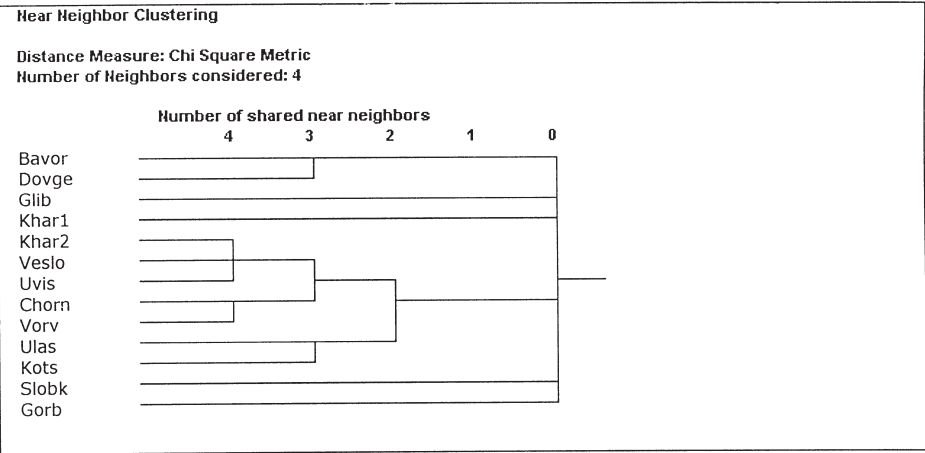 Near Neighbor Clustering
Distance Measure: Chi Square Metric
Number of Neighbors considered: 4
Number of shared near neighbors
4 3 2 1 0
Bavor
Dovge
Glib
Khar1
Khar2
Veslo
Uvis
Chorn
Vorv
Ulas
Kots
Slobk
Gorb